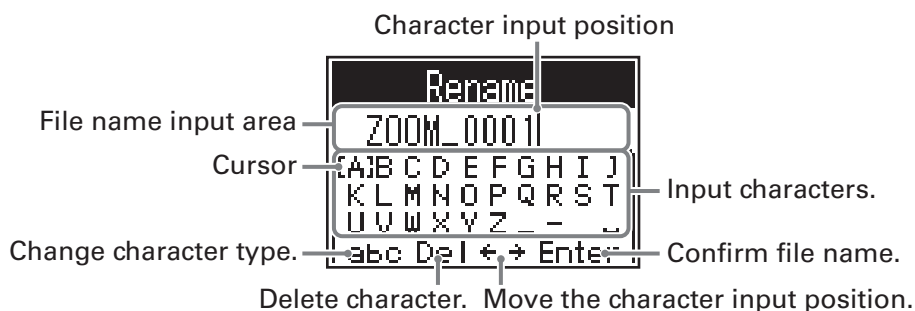 Character input position
Rename
File name input area
ZOOM_0001
Cursor
[A]B C D E F G H I J
K L M N O P Q R S T
U V W X Y Z _ - ␣
Input characters.
Change character type.
abc Del ←→ Enter
Confirm file name.
Delete character. Move the character input position.